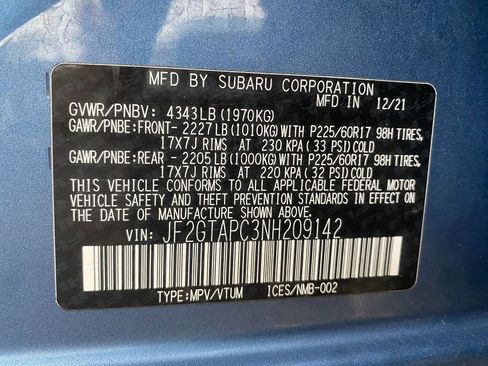 MFD BY SUBARU CORPORATION
GVWR/PNBV: 4343LB (1970KG) MFD IN 12/21
GAWR/PNBE:FRONT- 2227LB (1010KG) WITH P225/60R17 98H TIRES,
17X7J RIMS AT 230 KPA (33 PSI) COLD
GAWR/PNBE:REAR - 2205LB (1000KG) WITH P225/60R17 98H TIRES,
17X7J RIMS AT 220 KPA (32 PSI) COLD
THIS VEHICLE CONFORMS TO ALL APPLICABLE FEDERAL MOTOR
VEHICLE SAFETY AND THEFT PREVENTION STANDARDS IN EFFECT
ON THE DATE OF MANUFACTURE SHOWN ABOVE.
VIN: JF2GTAPC3NH209142
TYPE:MPV/VTUM ICES/NMB-002